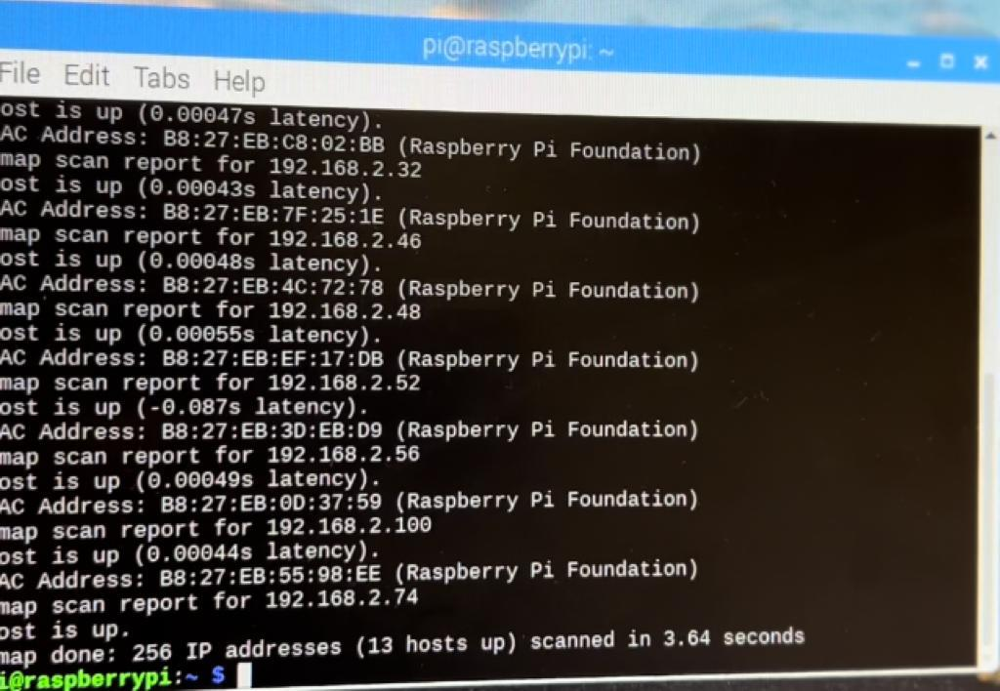 pi@raspberrypi: ~
File Edit Tabs Help
ost is up (0.00047s latency).
AC Address: B8:27:EB:C8:02:BB (Raspberry Pi Foundation)
map scan report for 192.168.2.32
ost is up (0.00043s latency).
AC Address: B8:27:EB:7F:25:1E (Raspberry Pi Foundation)
map scan report for 192.168.2.46
ost is up (0.00048s latency).
AC Address: B8:27:EB:4C:72:78 (Raspberry Pi Foundation)
map scan report for 192.168.2.48
ost is up (0.00055s latency).
AC Address: B8:27:EB:EF:17:DB (Raspberry Pi Foundation)
map scan report for 192.168.2.52
ost is up (-0.087s latency).
AC Address: B8:27:EB:3D:EB:D9 (Raspberry Pi Foundation)
map scan report for 192.168.2.56
ost is up (0.00049s latency).
AC Address: B8:27:EB:0D:37:59 (Raspberry Pi Foundation)
map scan report for 192.168.2.100
ost is up (0.00044s latency).
AC Address: B8:27:EB:55:98:EE (Raspberry Pi Foundation)
map scan report for 192.168.2.74
ost is up.
map done: 256 IP addresses (13 hosts up) scanned in 3.64 seconds
i@raspberrypi:~ $